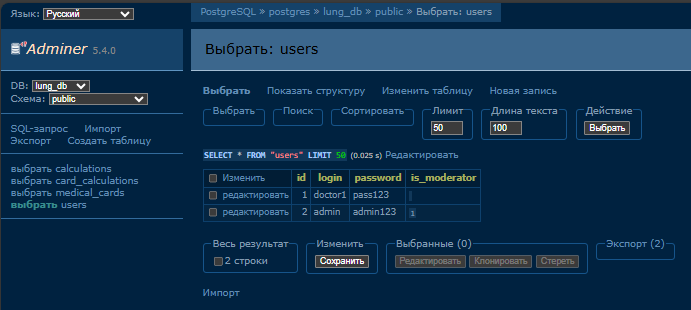 Язык: Русский
PostgreSQL » postgres » lung_db » public » Выбрать: users
Adminer 5.4.0
Выбрать: users
DB: lung_db
Схема: public
SQL-запрос Импорт
Экспорт Создать таблицу
выбрать calculations
выбрать card_calculations
выбрать medical_cards
выбрать users
Выбрать Показать структуру Изменить таблицу Новая запись
Выбрать Поиск Сортировать Лимит Длина текста Действие
50 100 Выбрать
SELECT * FROM "users" LIMIT 50 (0.025 s) Редактировать
Изменить id login password is_moderator
редактировать 1 doctor1 pass123
редактировать 2 admin admin123 1
Весь результат Изменить Выбранные (0) Экспорт (2)
2 строки Сохранить Редактировать Клонировать Стереть
Импорт